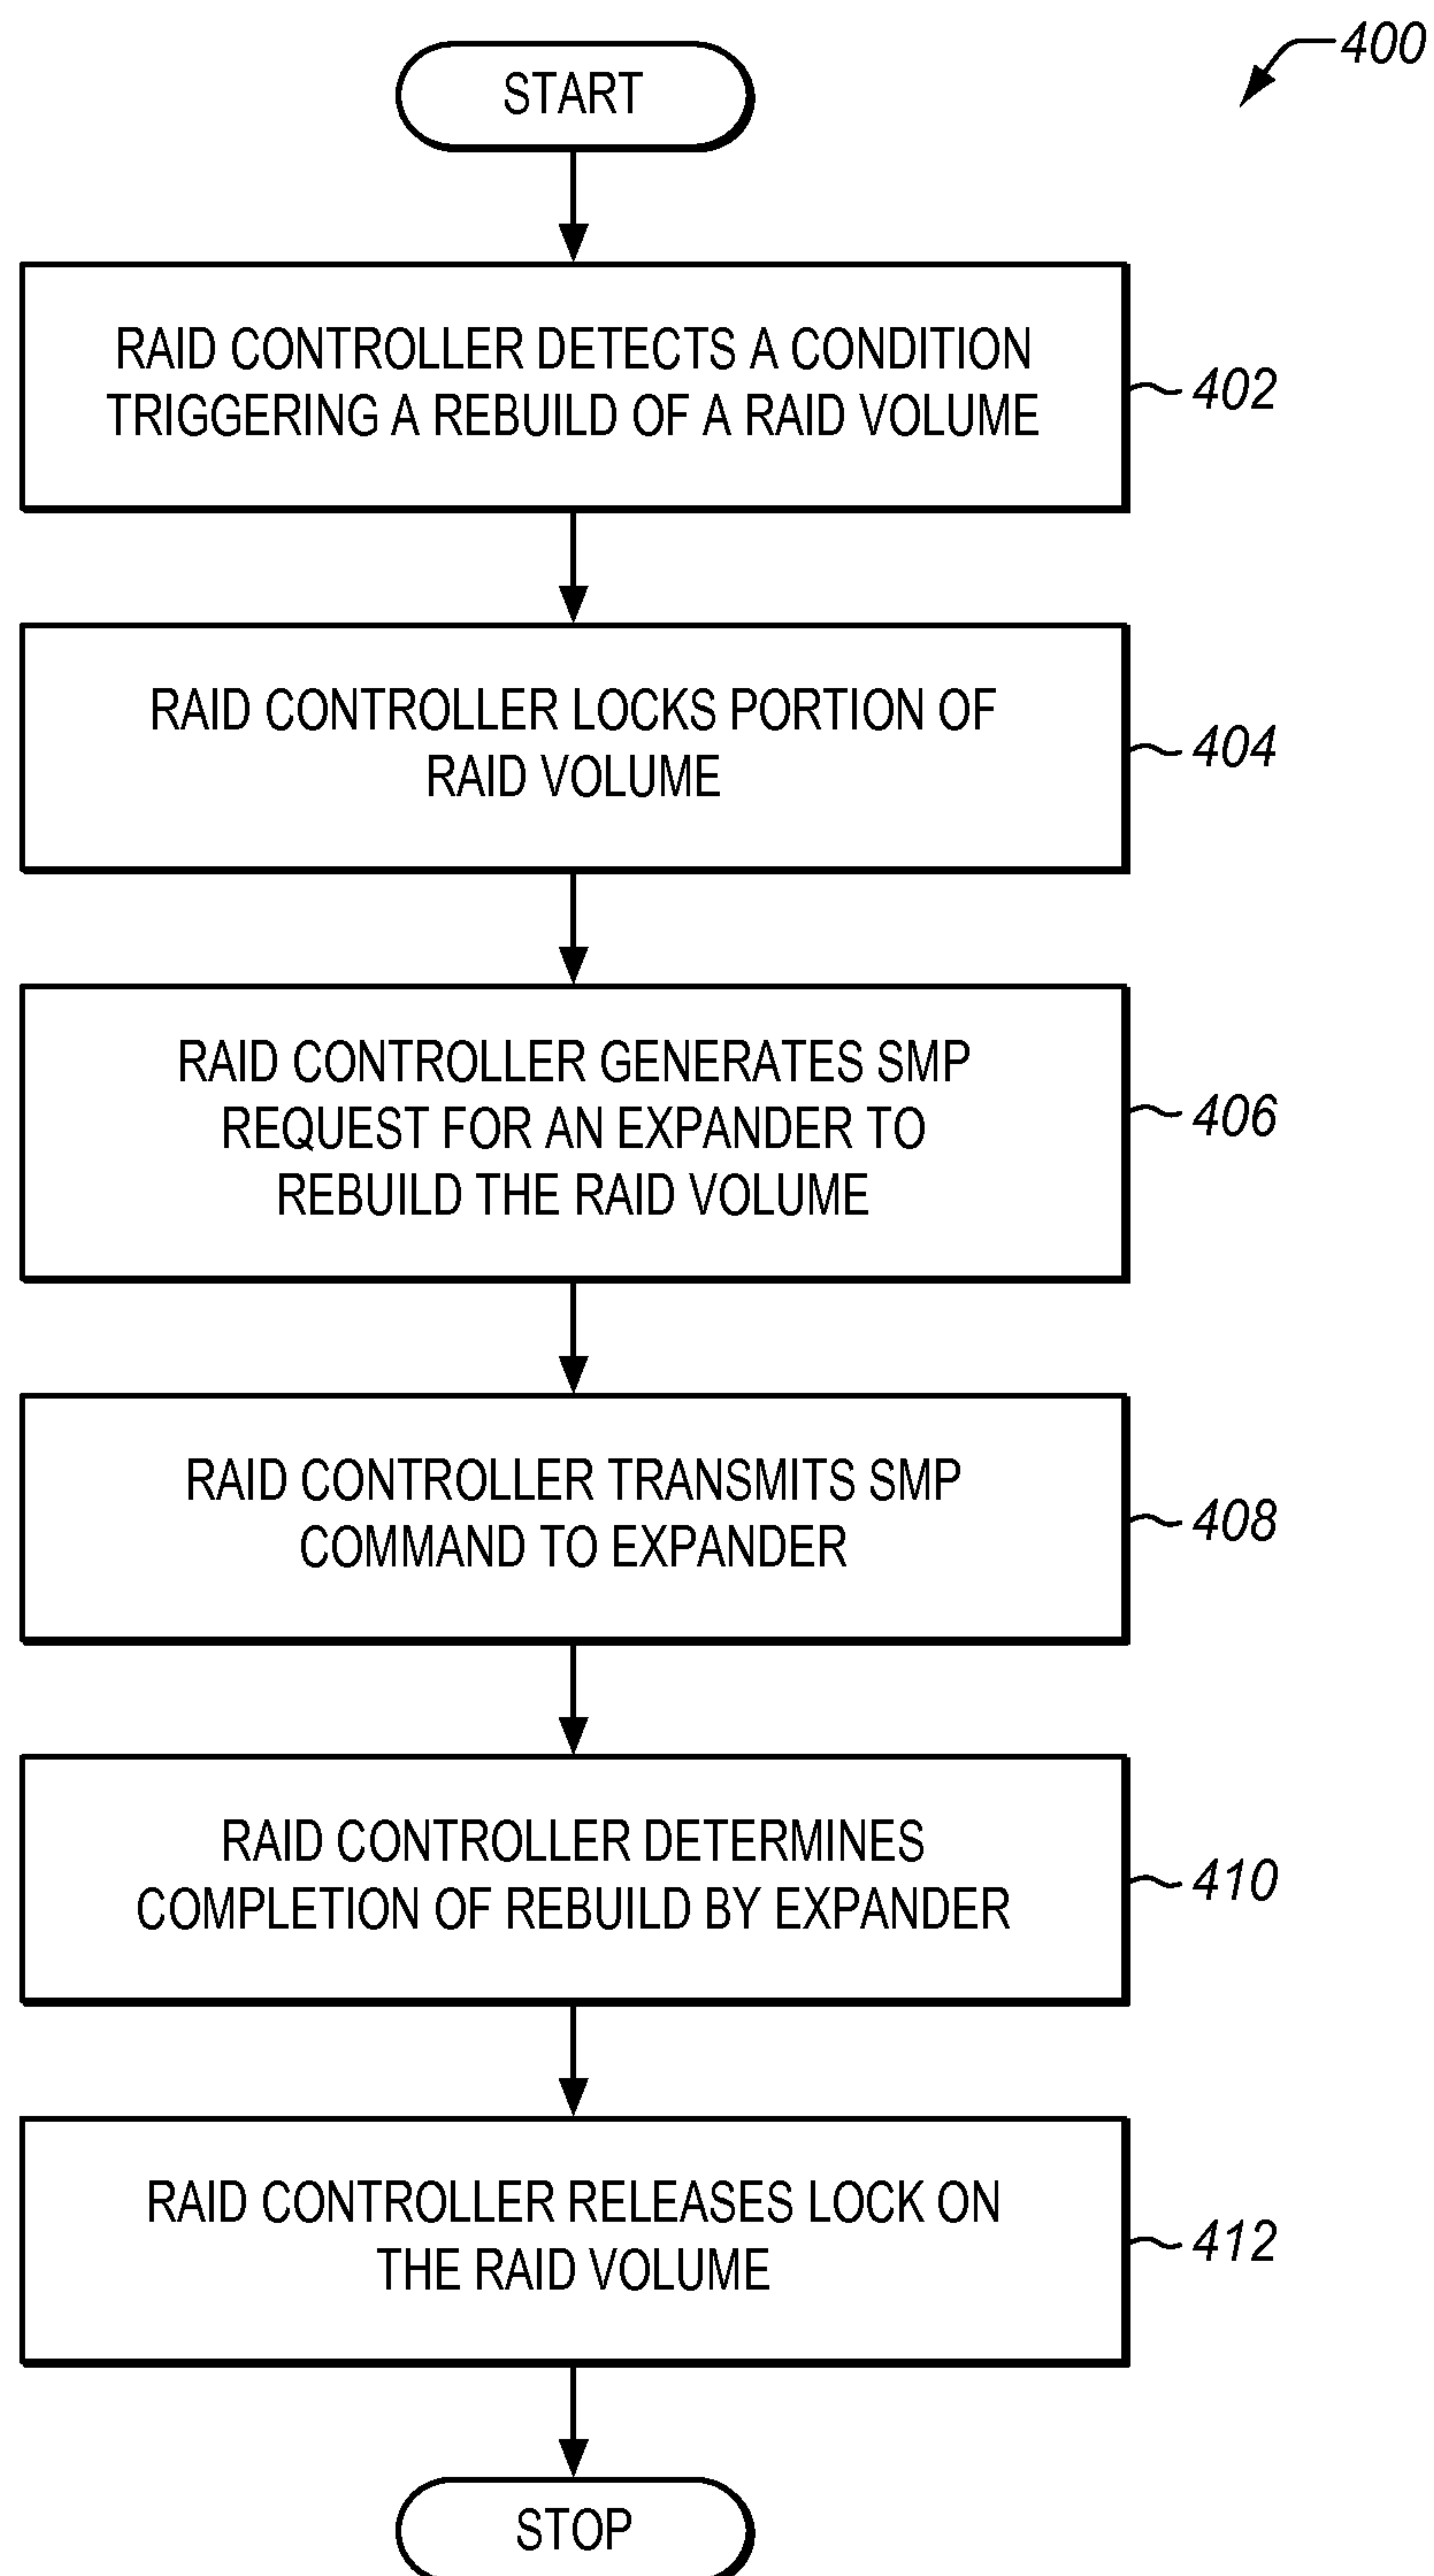 400
START
RAID CONTROLLER DETECTS A CONDITION
TRIGGERING A REBUILD OF A RAID VOLUME
402
RAID CONTROLLER LOCKS PORTION OF
RAID VOLUME
404
RAID CONTROLLER GENERATES SMP
REQUEST FOR AN EXPANDER TO
REBUILD THE RAID VOLUME
406
RAID CONTROLLER TRANSMITS SMP
COMMAND TO EXPANDER
408
RAID CONTROLLER DETERMINES
COMPLETION OF REBUILD BY EXPANDER
410
RAID CONTROLLER RELEASES LOCK ON
THE RAID VOLUME
412
STOP